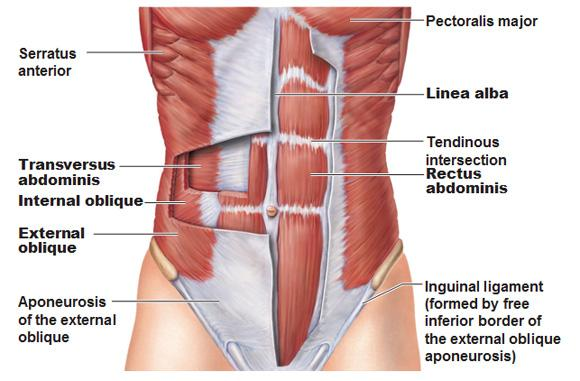 Serratus
anterior
Transversus
abdominis
Internal oblique
External
oblique
Aponeurosis
of the external
oblique
Pectoralis major
Linea alba
Tendinous
intersection
Rectus
abdominis
Inguinal ligament
(formed by free
inferior border of
the external oblique
aponeurosis)